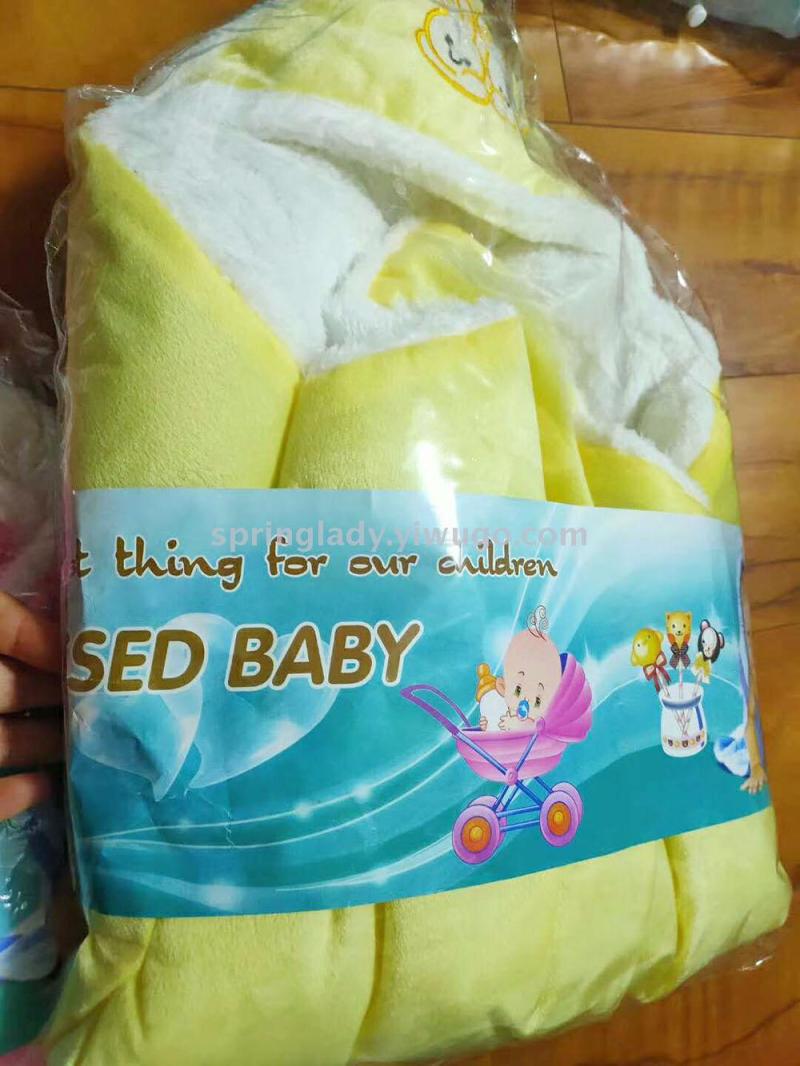 springlady.yiwugo.com
thing for our children
SED BABY